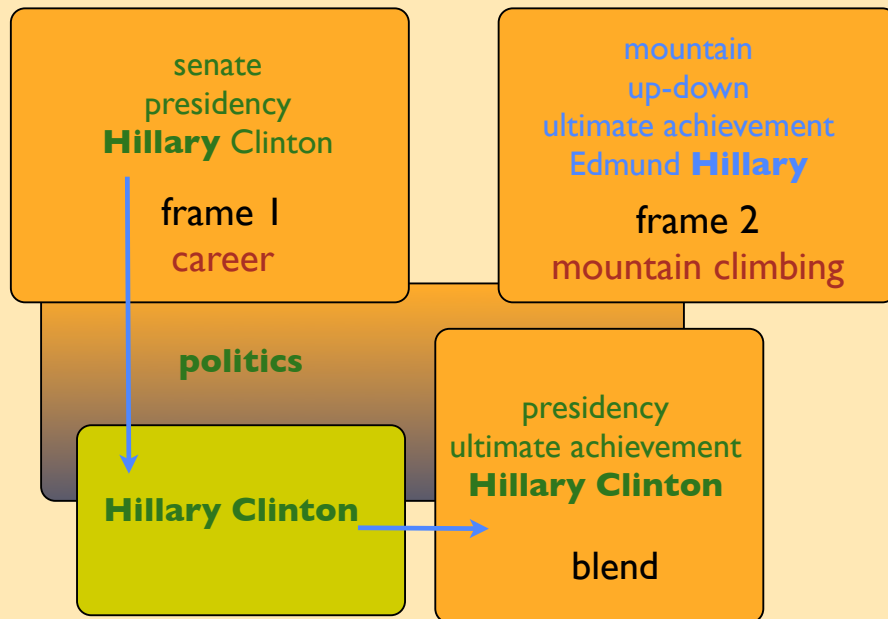 senate
presidency
Hillary Clinton
frame 1
career
mountain
up-down
ultimate achievement
Edmund Hillary
frame 2
mountain climbing
politics
Hillary Clinton
presidency
ultimate achievement
Hillary Clinton
blend